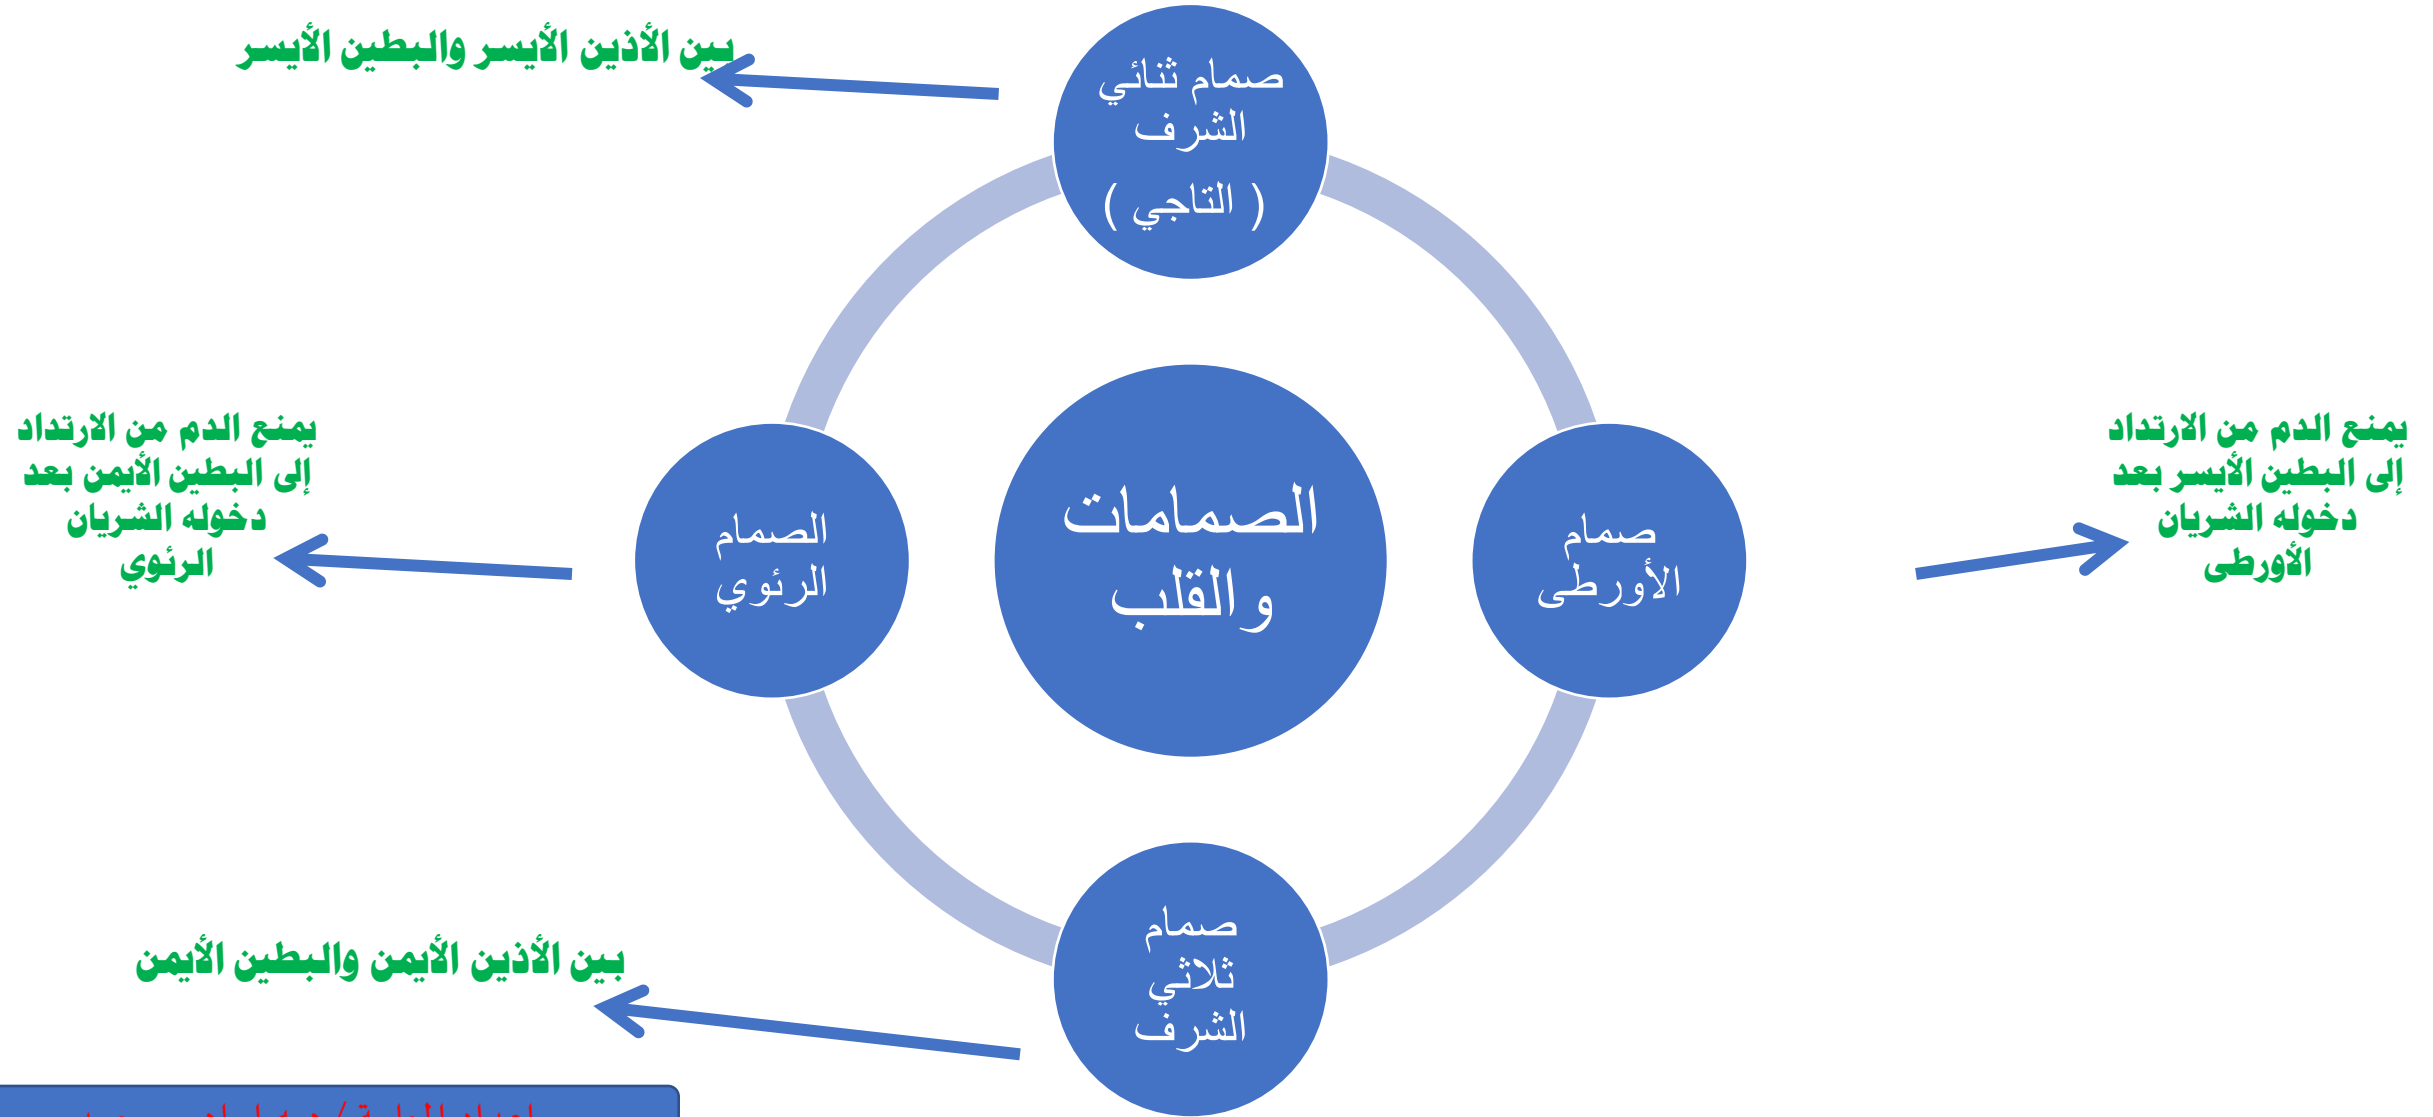 بين الأذين الأيسر والبطين الأيسر
صمام ثنائي
الشرف
( التاجي )
يمنع الدم من الارتداد
إلى البطين الأيسر بعد
دخوله الشريان
الأورطى
صمام
الأورطى
الصمامات
والقلب
الصمام
الرئوي
يمنع الدم من الارتداد
إلى البطين الأيمن بعد
دخوله الشريان
الرئوي
صمام
ثلاثي
الشرف
بين الأذين الأيمن والبطين الأيمن